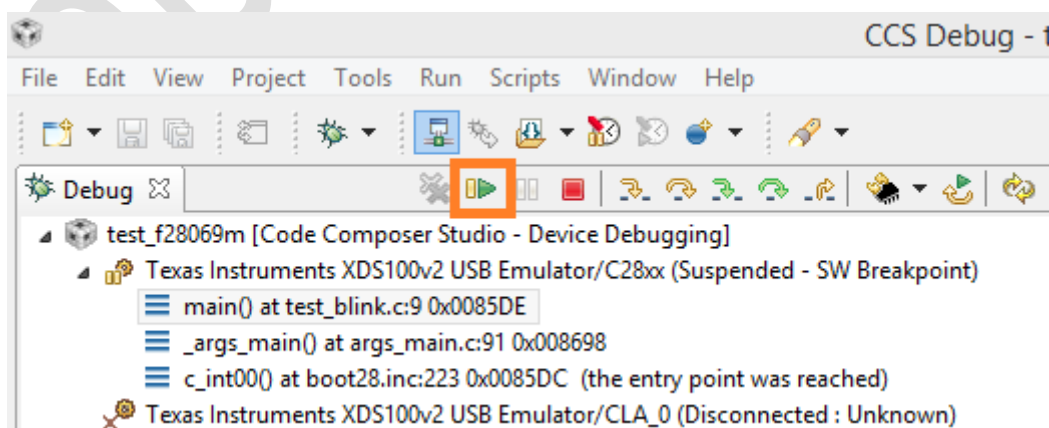 CCS Debug - t
File Edit View Project Tools Run Scripts Window Help
Debug
test_f28069m [Code Composer Studio - Device Debugging]
Texas Instruments XDS100v2 USB Emulator/C28xx (Suspended - SW Breakpoint)
main() at test_blink.c:9 0x0085DE
_args_main() at args_main.c:91 0x008698
c_int00() at boot28.inc:223 0x0085DC (the entry point was reached)
Texas Instruments XDS100v2 USB Emulator/CLA_0 (Disconnected : Unknown)